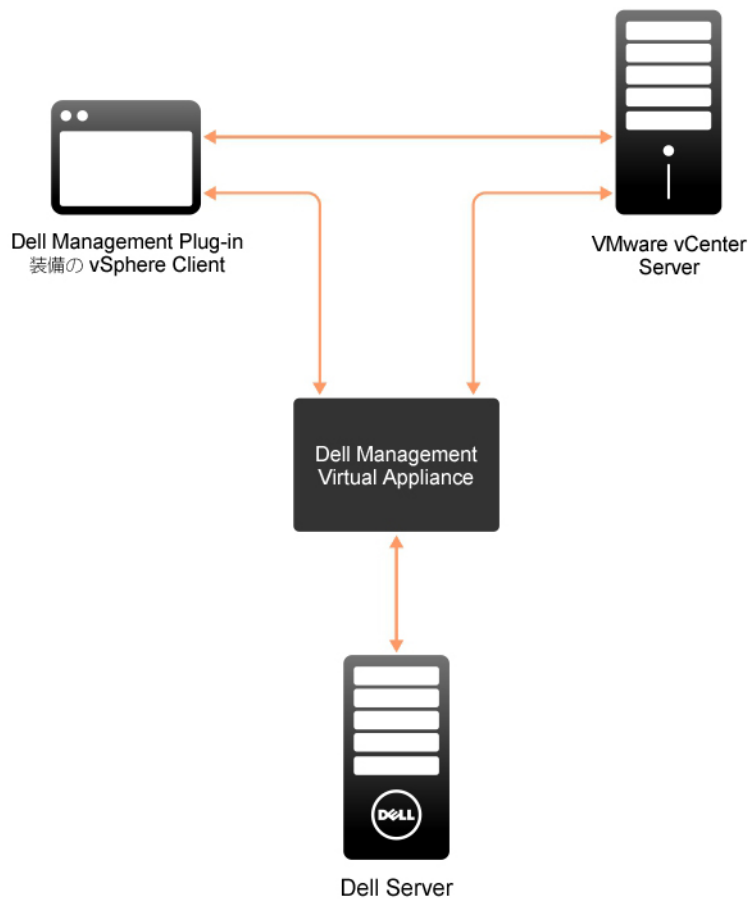 Dell Management Plug-in
装備の vSphere Client
VMware vCenter
Server
Dell Management
Virtual Appliance
DELL
Dell Server